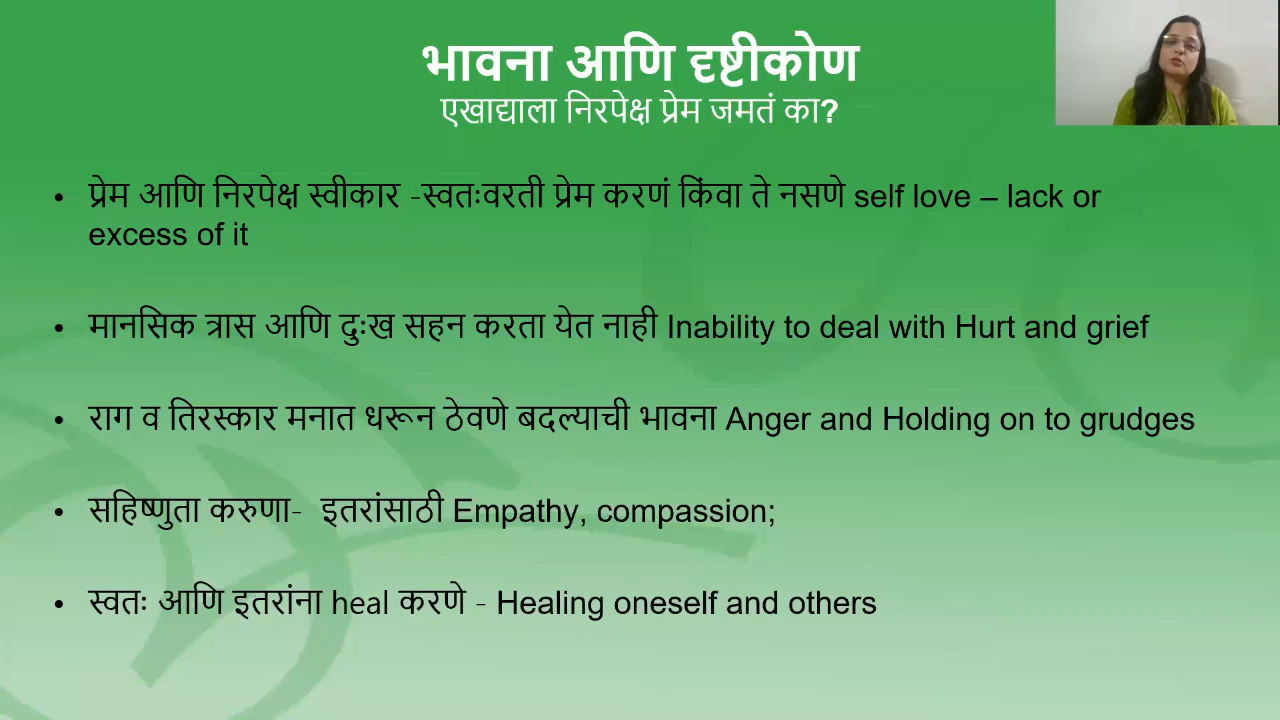 भावना आणि दृष्टीकोण
एखाद्याला निरपेक्ष प्रेम जमतं का?
• प्रेम आणि निरपेक्ष स्वीकार -स्वतःवरती प्रेम करणं किंवा ते नसणे self love – lack or
excess of it
• मानसिक त्रास आणि दुःख सहन करता येत नाही Inability to deal with Hurt and grief
• राग व तिरस्कार मनात धरून ठेवणे बदल्याची भावना Anger and Holding on to grudges
• सहिष्णुता करुणा- इतरांसाठी Empathy, compassion;
• स्वतः आणि इतरांना heal करणे - Healing oneself and others